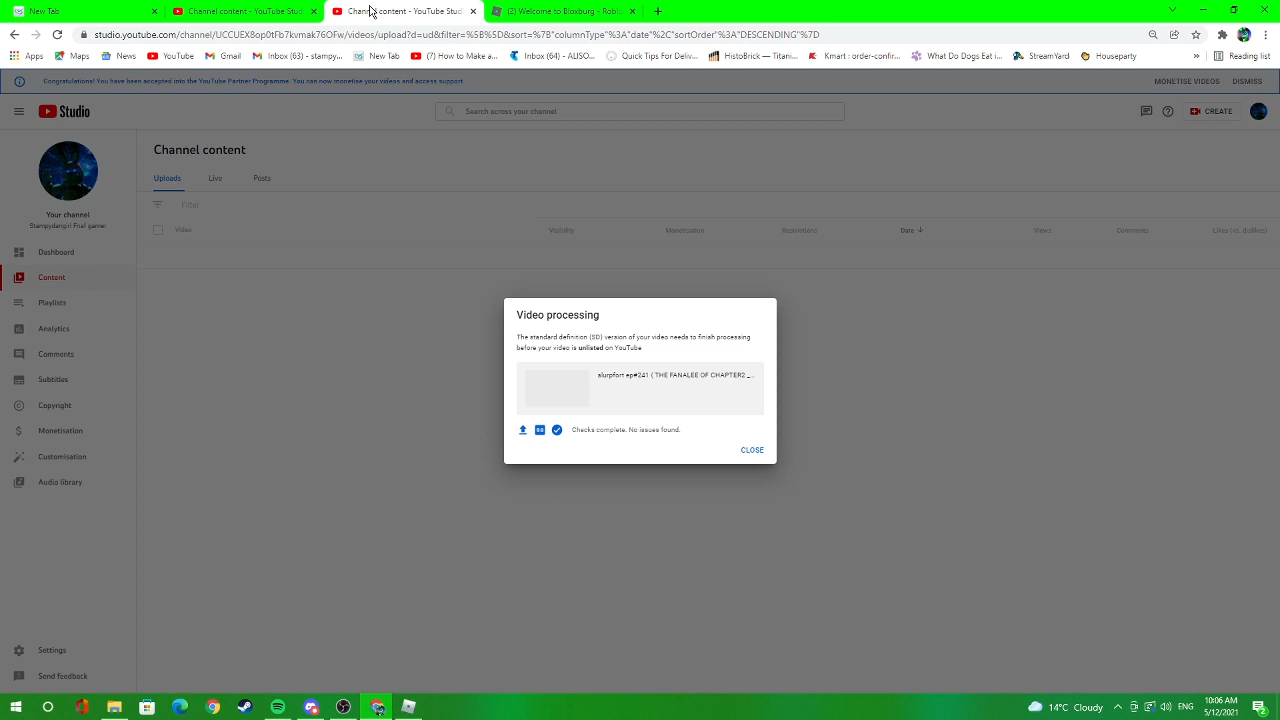 New Tab
Channel content - YouTube Stud
Channel content - YouTube Stud
(2) Welcome to Bloxburg - Roblo
studio.youtube.com/channel/UCCUEX8op0tFb7kvmak76OFw/videos/upload?d=ud&filter=%5B%5D&sort=%7B"columnType"%3A"date"%2C"sortOrder"%3A"DESCENDING"%7D
Apps
Maps
News
YouTube
Gmail
Inbox (3) - stampy...
New Tab
(7) How to Make a...
Inbox (64) - ALSO...
Quick Tips For Deliv...
HistoBrick — Titani...
Kmart : order-confir...
What Do Dogs Eat i...
StreamYard
Houseparty
»
Reading list
Congratulations! You have been accepted into the YouTube Partner Programme. You can now monetise your videos and access support
MONETISE VIDEOS
DISMISS
Studio
Search across your channel
CREATE
Channel content
Uploads
Live
Posts
Filter
Video
Visibility
Monetisation
Restrictions
Date
Views
Comments
Likes (vs. dislikes)
Your channel
Stampydangirl Fnaf gamer
Dashboard
Content
Playlists
Analytics
Comments
Subtitles
Copyright
Monetisation
Customisation
Audio library
Settings
Send feedback
Video processing
The standard definition (SD) version of your video needs to finish processing
before your video is unlisted on YouTube
slurpfort ep#241 ( THE FANALEE OF CHAPTER2 _...
Checks complete. No issues found.
CLOSE
14°C Cloudy
10:06 AM
5/12/2021
2